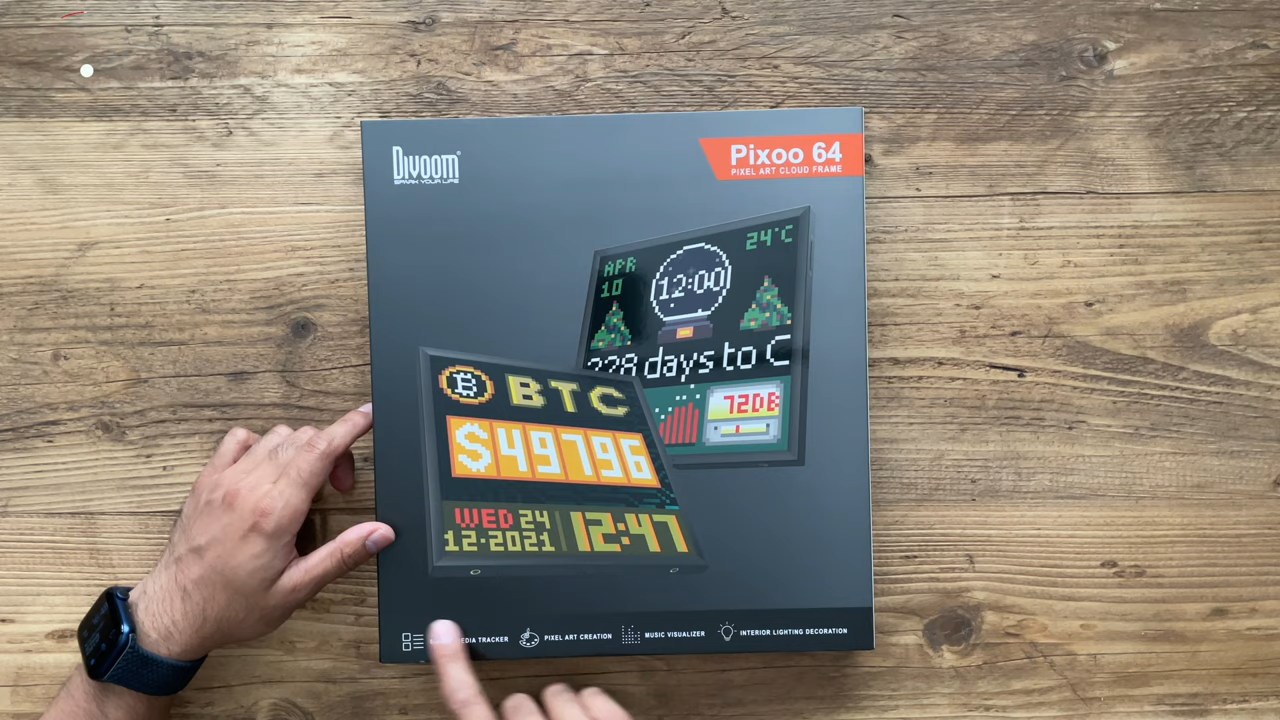 Divoom
SPARK YOUR LIFE
Pixoo 64
PIXEL ART CLOUD FRAME
APR
10
12:00
24°C
228 days to C
72DB
BTC
$49796
WED 24
12-2021
12:47
TRACKER
PIXEL ART CREATION
MUSIC VISUALIZER
INTERIOR LIGHTING DECORATION